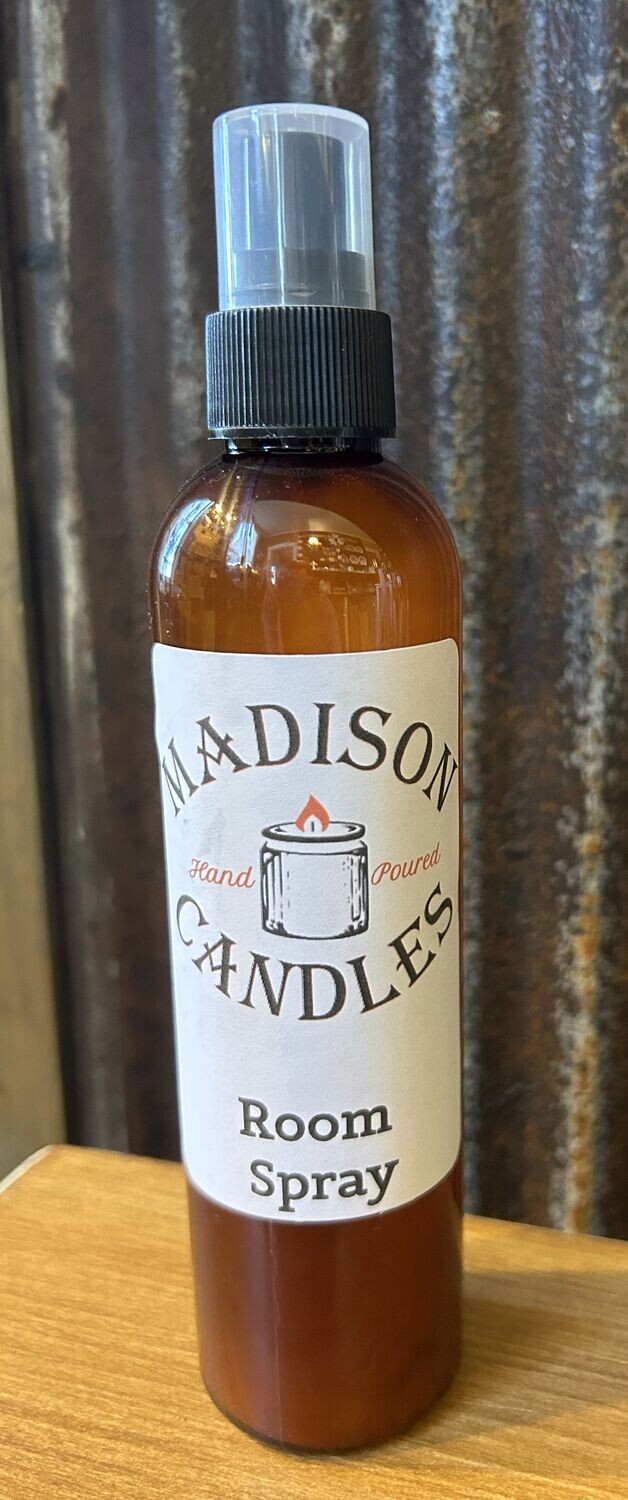 MADISON
Hand Poured
CANDLES
Room
Spray